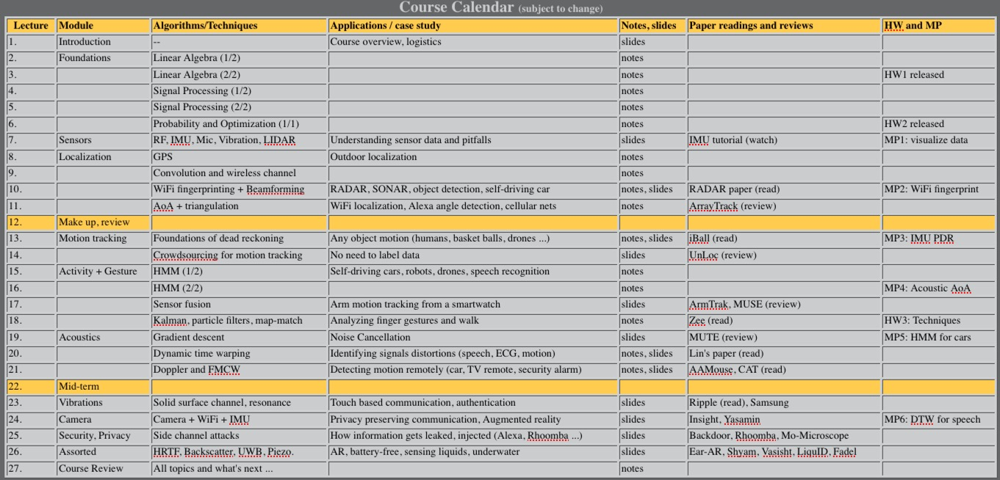 Course Calendar (subject to change)
Lecture Module Algorithms/Techniques Applications / case study Notes, slides Paper readings and reviews HW and MP
1. Introduction -- Course overview, logistics slides
2. Foundations Linear Algebra (1/2) notes
3. Linear Algebra (2/2) notes HW1 released
4. Signal Processing (1/2) notes
5. Signal Processing (2/2) notes
6. Probability and Optimization (1/1) notes HW2 released
7. Sensors RF, IMU, Mic, Vibration, LIDAR Understanding sensor data and pitfalls slides IMU tutorial (watch) MP1: visualize data
8. Localization GPS Outdoor localization notes
9. Convolution and wireless channel notes
10. WiFi fingerprinting + Beamforming RADAR, SONAR, object detection, self-driving car notes, slides RADAR paper (read) MP2: WiFi fingerprint
11. AoA + triangulation WiFi localization, Alexa angle detection, cellular nets notes ArrayTrack (review)
12. Make up, review
13. Motion tracking Foundations of dead reckoning Any object motion (humans, basket balls, drones ...) notes, slides iBall (read) MP3: IMU PDR
14. Crowdsourcing for motion tracking No need to label data slides UnLoc (review)
15. Activity + Gesture HMM (1/2) Self-driving cars, robots, drones, speech recognition notes
16. HMM (2/2) notes MP4: Acoustic AoA
17. Sensor fusion Arm motion tracking from a smartwatch slides ArmTrak, MUSE (review)
18. Kalman, particle filters, map-match Analyzing finger gestures and walk notes Zee (read) HW3: Techniques
19. Acoustics Gradient descent Noise Cancellation slides MUTE (review) MP5: HMM for cars
20. Dynamic time warping Identifying signals distortions (speech, ECG, motion) notes, slides Lin's paper (read)
21. Doppler and FMCW Detecting motion remotely (car, TV remote, security alarm) notes, slides AAMouse, CAT (read)
22. Mid-term
23. Vibrations Solid surface channel, resonance Touch based communication, authentication slides Ripple (read), Samsung
24. Camera Camera + WiFi + IMU Privacy preserving communication, Augmented reality slides Insight, Yasamin MP6: DTW for speech
25. Security, Privacy Side channel attacks How information gets leaked, injected (Alexa, Rhoomba ...) slides Backdoor, Rhoomba, Mo-Microscope
26. Assorted HRTF, Backscatter, UWB, Piezo. AR, battery-free, sensing liquids, underwater slides Ear-AR, Shyam, Vasisht, LiquID, Fadel
27. Course Review All topics and what's next ... notes